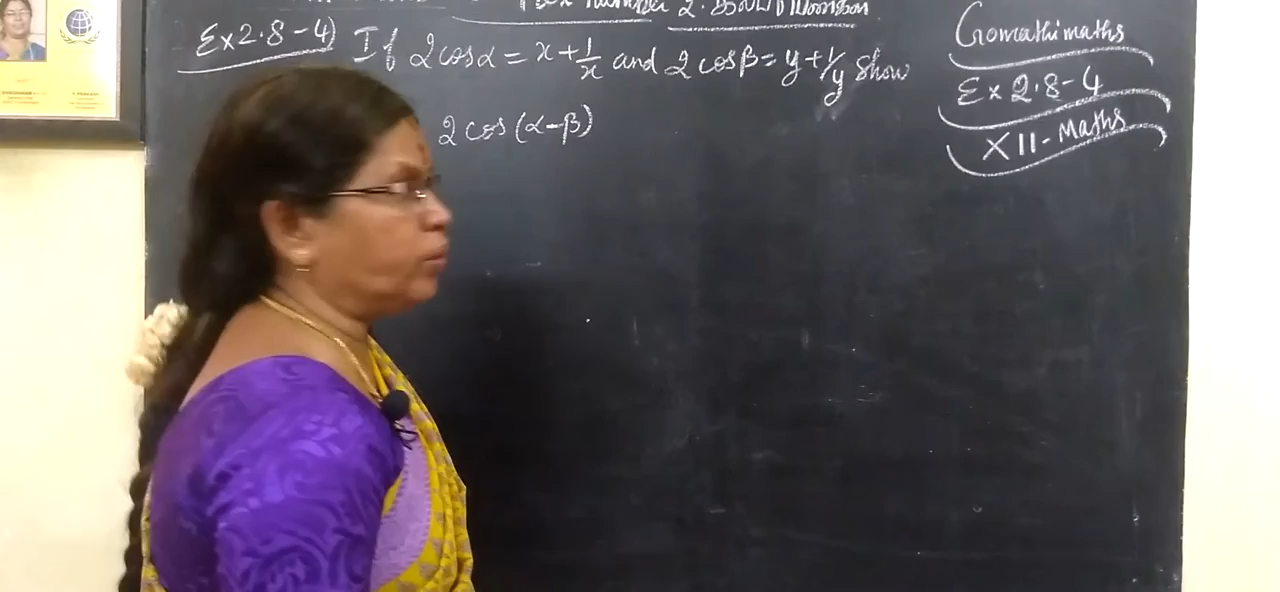 2.
Ex 2.8-4) If 2cosα = x + 1/x and 2cosβ = y + 1/y show
2cos(α-β)
Gomathimaths
Ex 2.8-4
XII-Maths